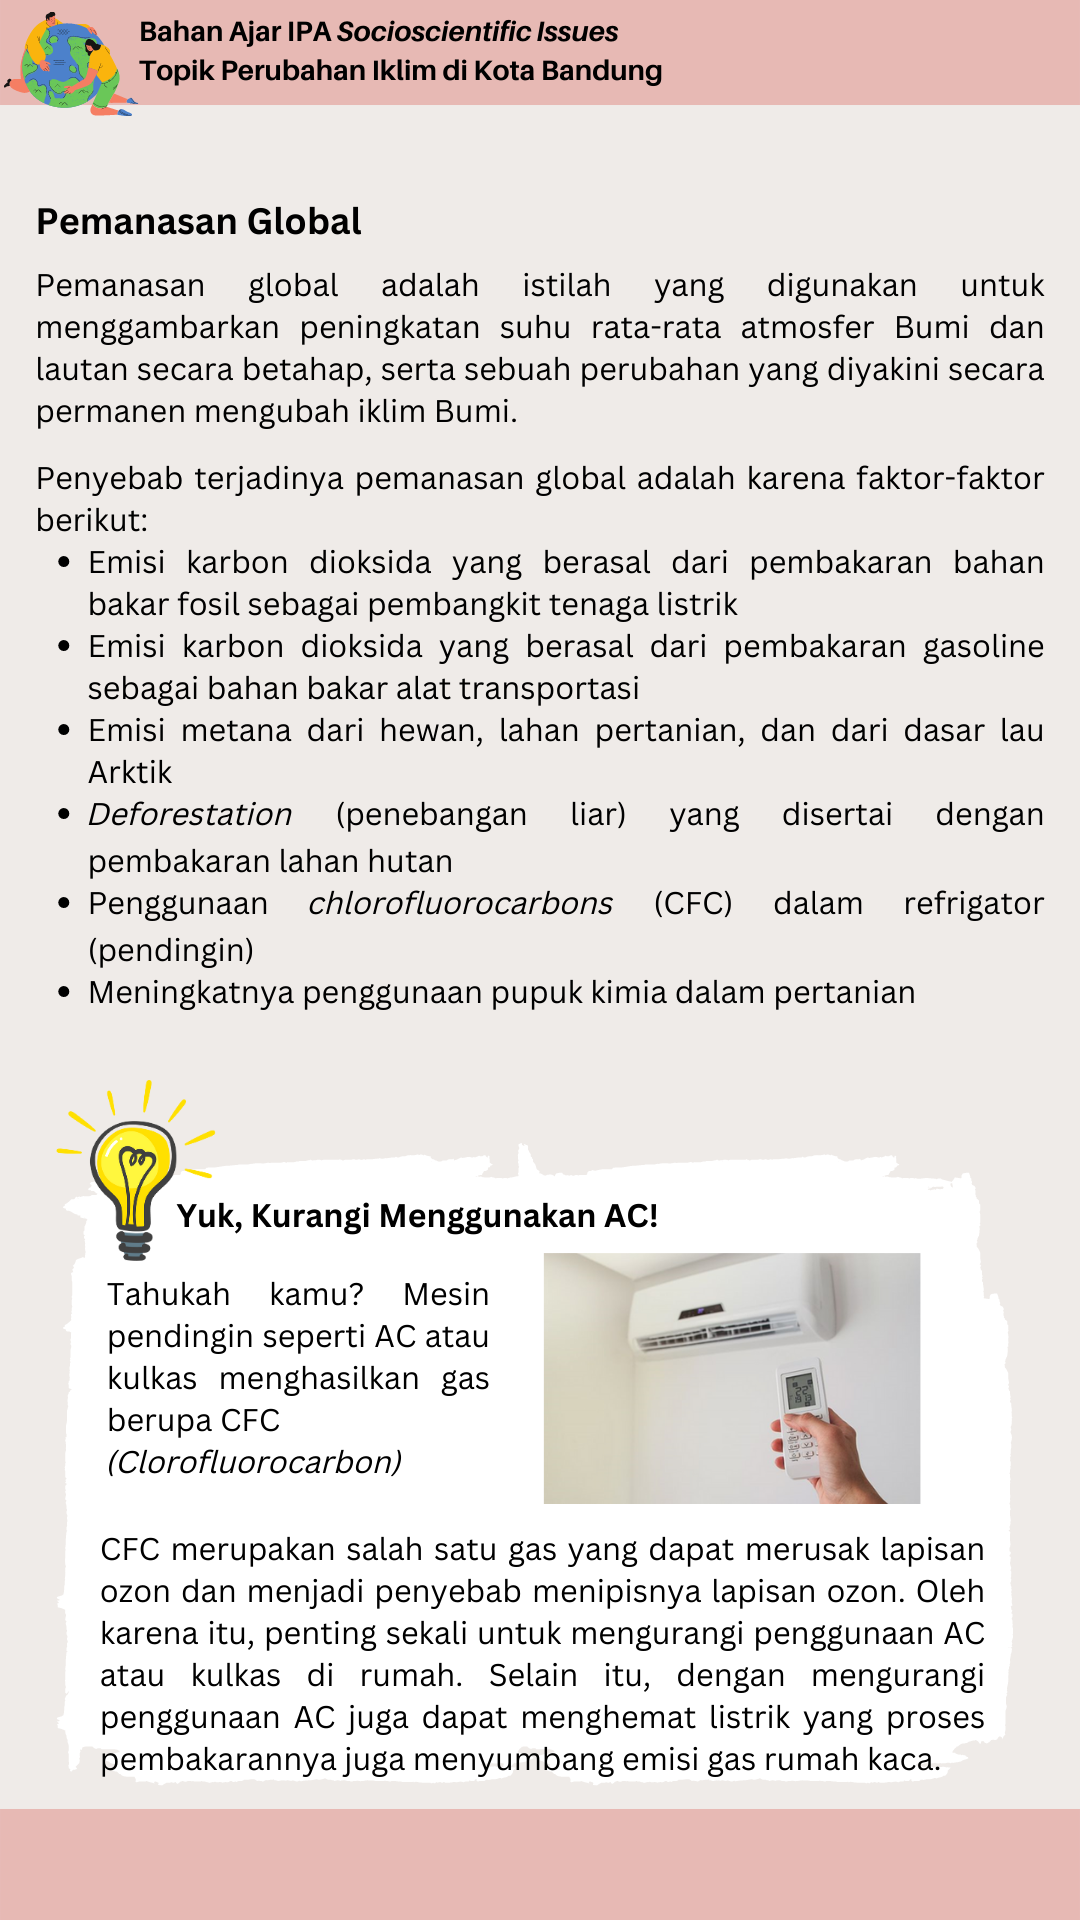 Bahan Ajar IPA Socioscientific Issues
Topik Perubahan Iklim di Kota Bandung
Pemanasan Global
Pemanasan global adalah istilah yang digunakan untuk
menggambarkan peningkatan suhu rata-rata atmosfer Bumi dan
lautan secara betahap, serta sebuah perubahan yang diyakini secara
permanen mengubah iklim Bumi.
Penyebab terjadinya pemanasan global adalah karena faktor-faktor
berikut:
• Emisi karbon dioksida yang berasal dari pembakaran bahan
bakar fosil sebagai pembangkit tenaga listrik
• Emisi karbon dioksida yang berasal dari pembakaran gasoline
sebagai bahan bakar alat transportasi
• Emisi metana dari hewan, lahan pertanian, dan dari dasar lau
Arktik
• Deforestation (penebangan liar) yang disertai dengan
pembakaran lahan hutan
• Penggunaan chlorofluorocarbons (CFC) dalam refrigator
(pendingin)
• Meningkatnya penggunaan pupuk kimia dalam pertanian
Yuk, Kurangi Menggunakan AC!
Tahukah kamu? Mesin
pendingin seperti AC atau
kulkas menghasilkan gas
berupa CFC
(Clorofluorocarbon)
CFC merupakan salah satu gas yang dapat merusak lapisan
ozon dan menjadi penyebab menipisnya lapisan ozon. Oleh
karena itu, penting sekali untuk mengurangi penggunaan AC
atau kulkas di rumah. Selain itu, dengan mengurangi
penggunaan AC juga dapat menghemat listrik yang proses
pembakarannya juga menyumbang emisi gas rumah kaca.